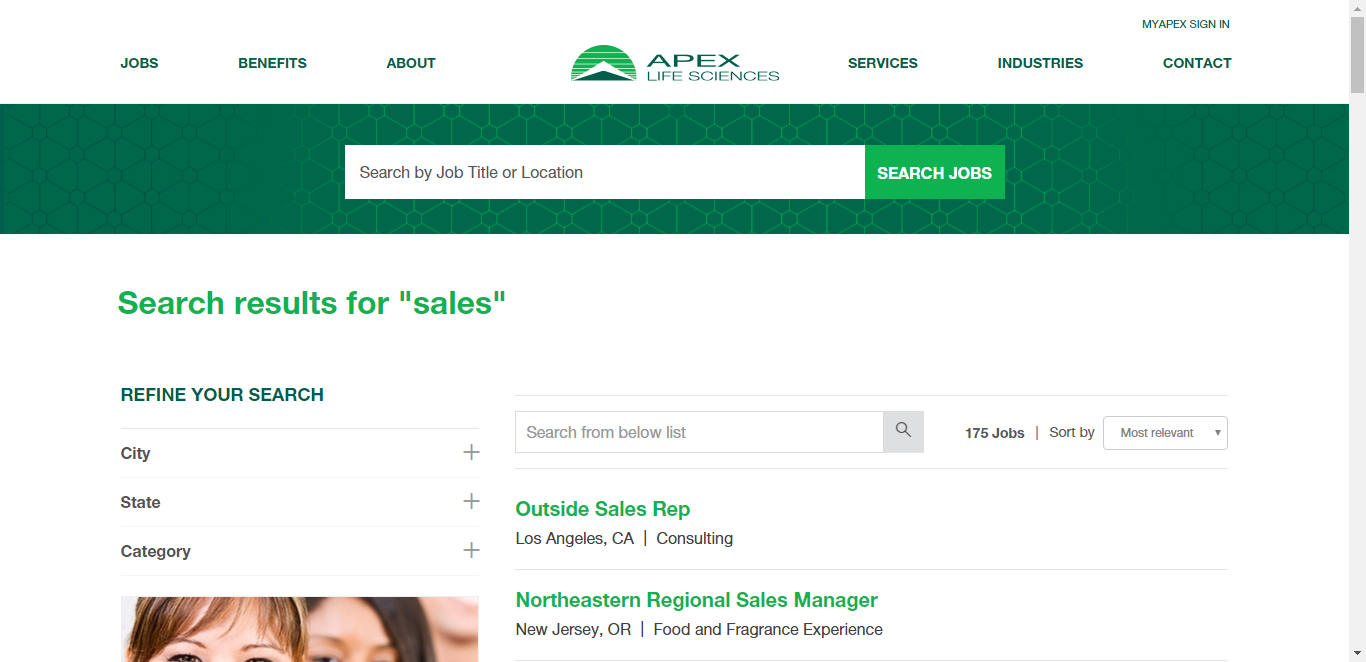 MYAPEX SIGN IN
JOBS BENEFITS ABOUT APEX LIFE SCIENCES SERVICES INDUSTRIES CONTACT
Search by Job Title or Location SEARCH JOBS
Search results for "sales"
REFINE YOUR SEARCH
City
State
Category
Search from below list 175 Jobs | Sort by Most relevant
Outside Sales Rep
Los Angeles, CA | Consulting
Northeastern Regional Sales Manager
New Jersey, OR | Food and Fragrance Experience